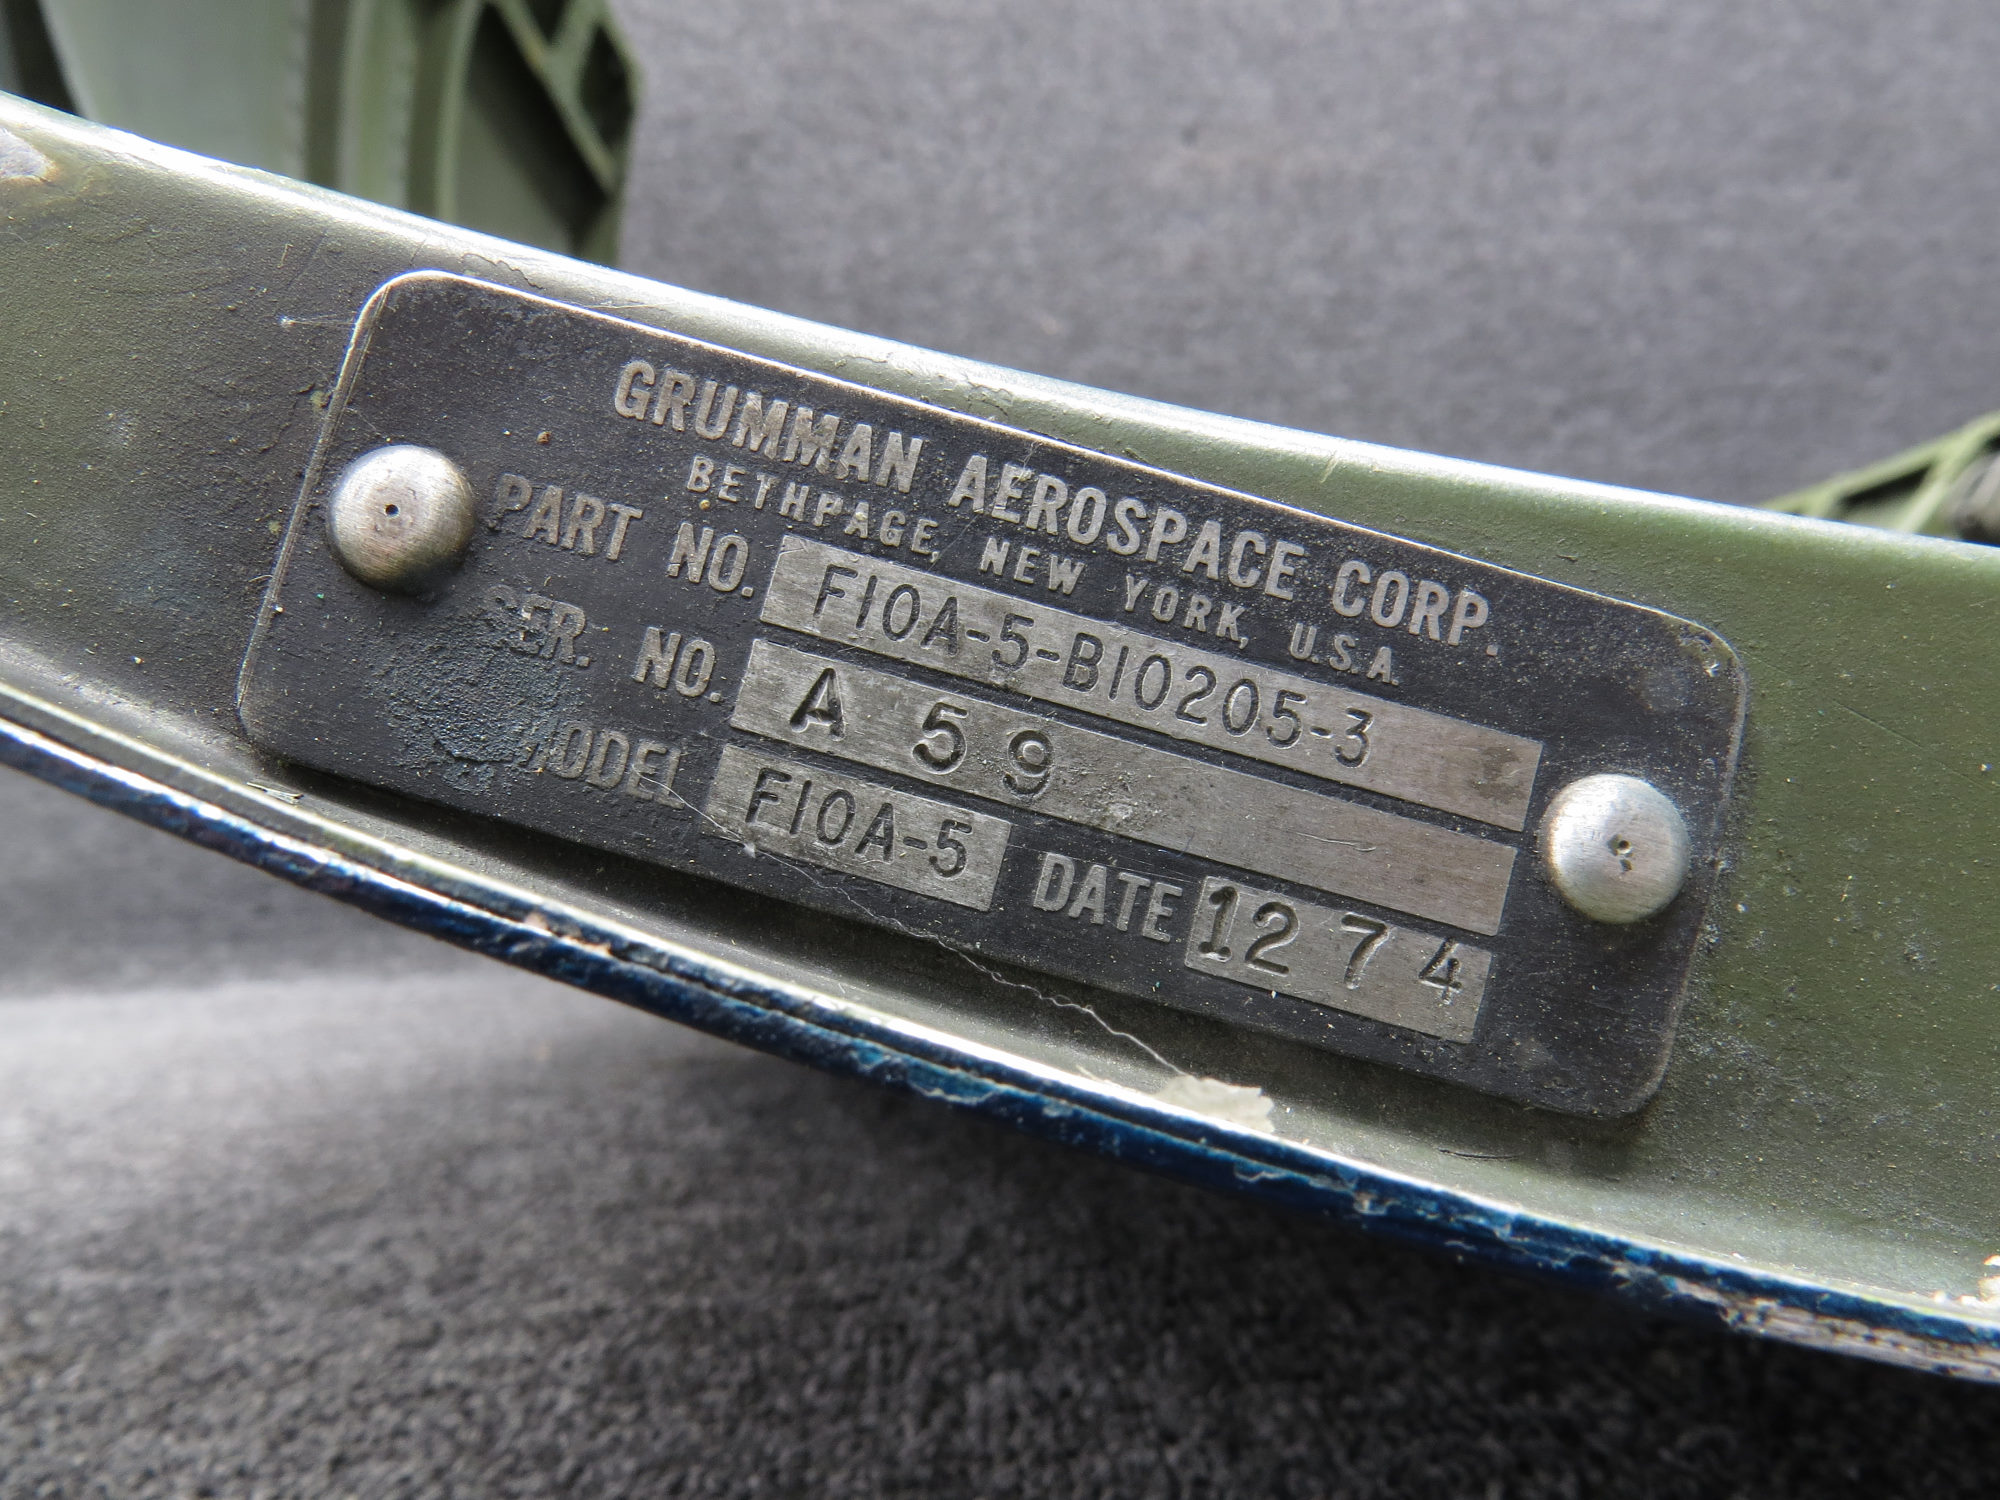 GRUMMAN AEROSPACE CORP.
BETHPAGE, NEW YORK, U.S.A.
PART NO. F10A-5-B10205-3
SER. NO. A 59
MODEL F10A-5 DATE 12 7 4